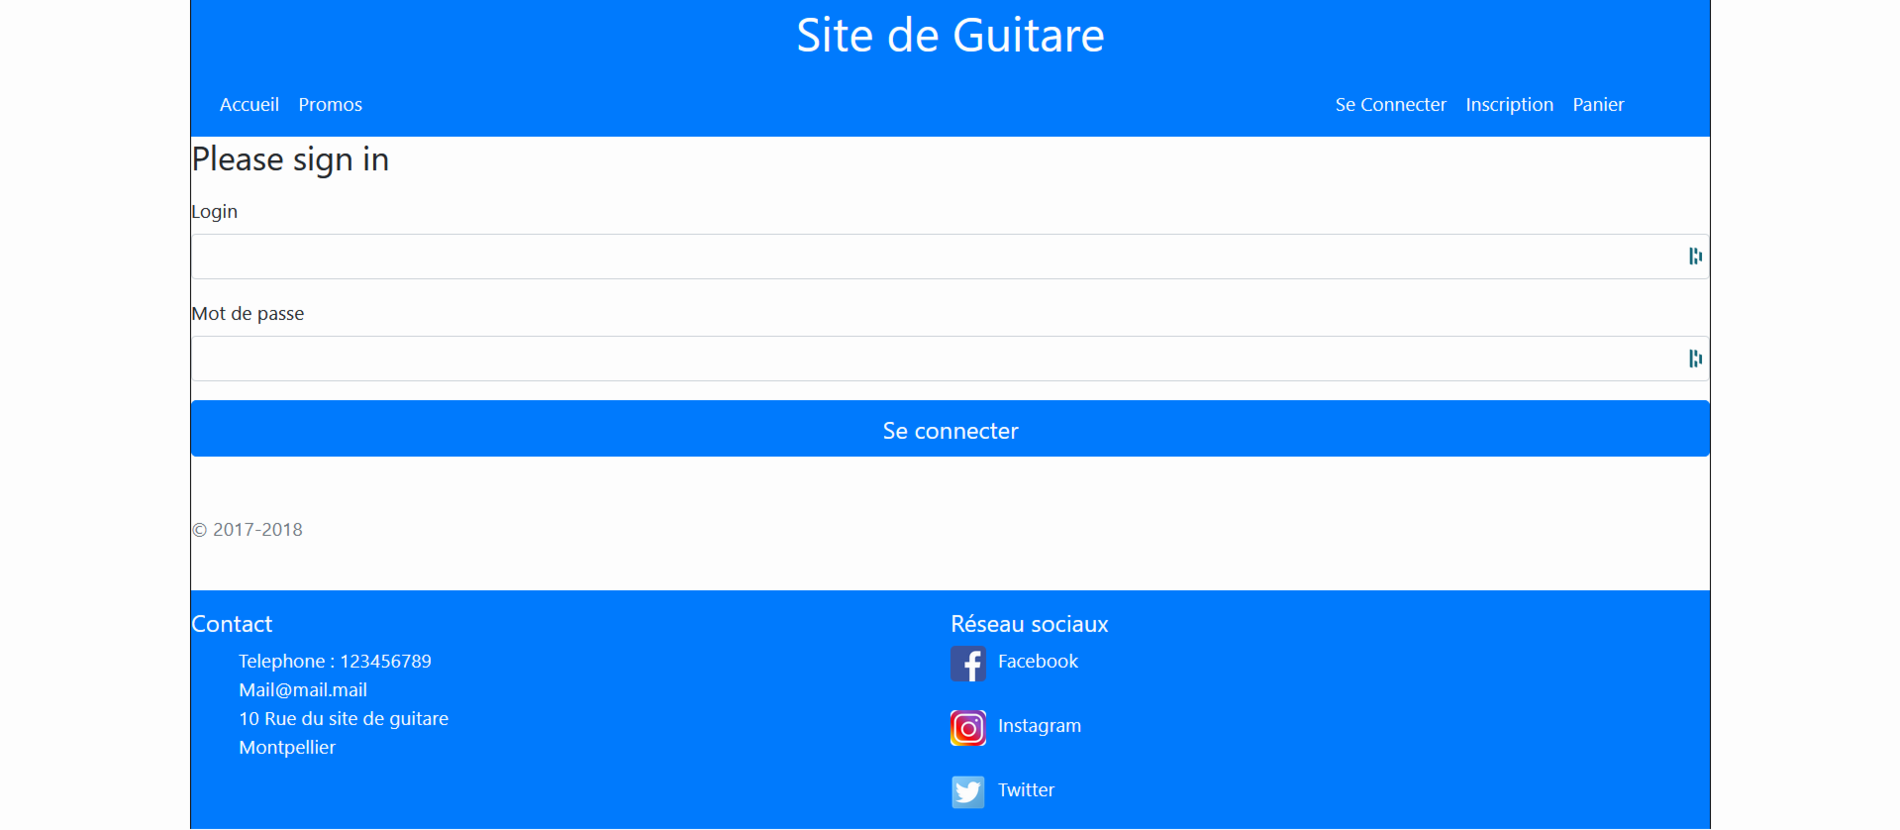 Site de Guitare
Accueil Promos Se Connecter Inscription Panier
Please sign in
Login
Mot de passe
Se connecter
© 2017-2018
Contact
Telephone : 123456789
Mail@mail.mail
10 Rue du site de guitare
Montpellier
Réseau sociaux
Facebook
Instagram
Twitter